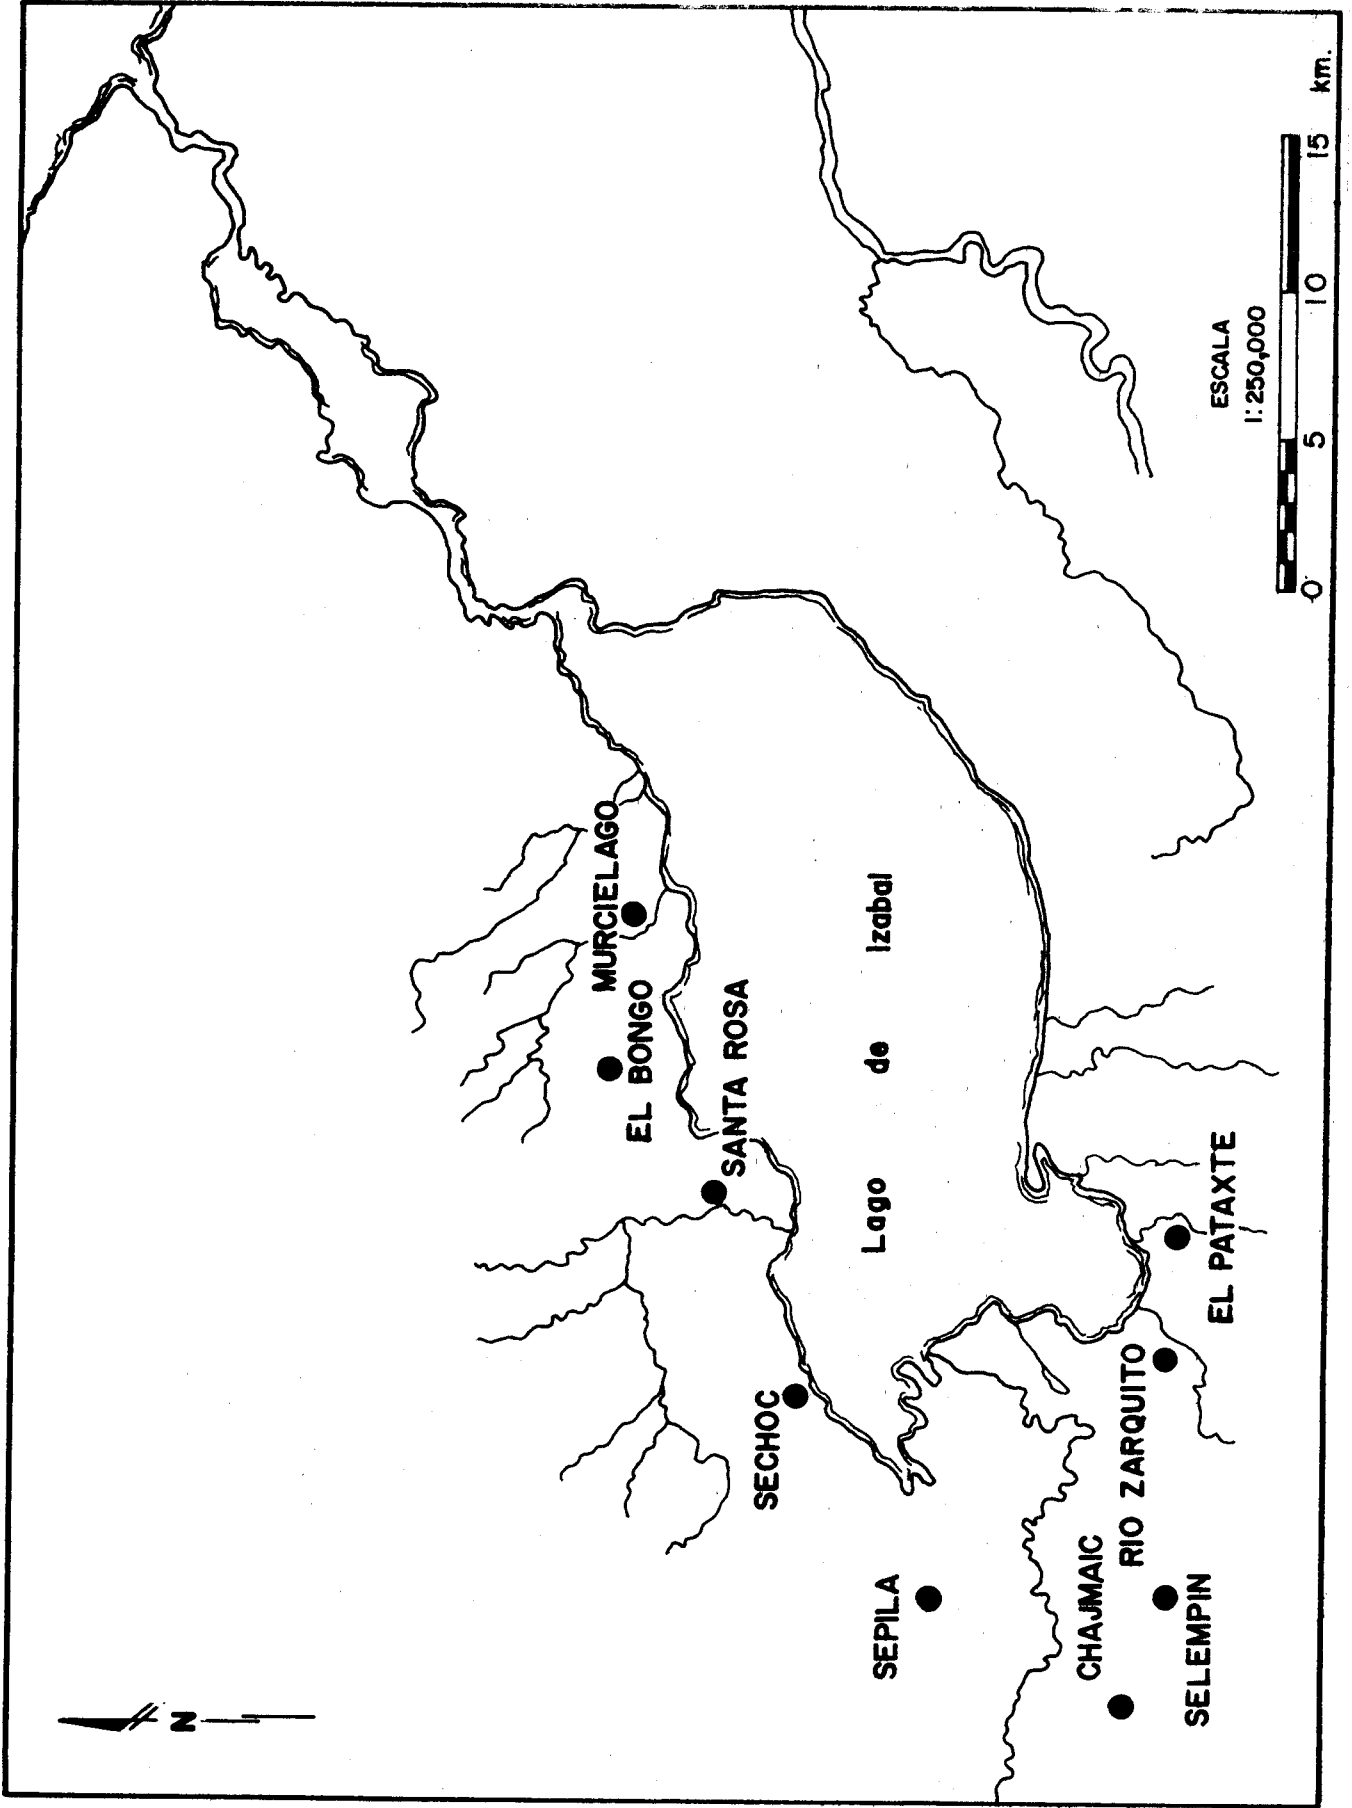 N
MURCIELAGO
EL BONGO
SANTA ROSA
SECHOC
Lago de Izabal
SEPILA
CHAJMAIC
RIO ZARQUITO
SELEMPIN
EL PATAXTE
ESCALA
1:250,000
0 5 10 15 km.